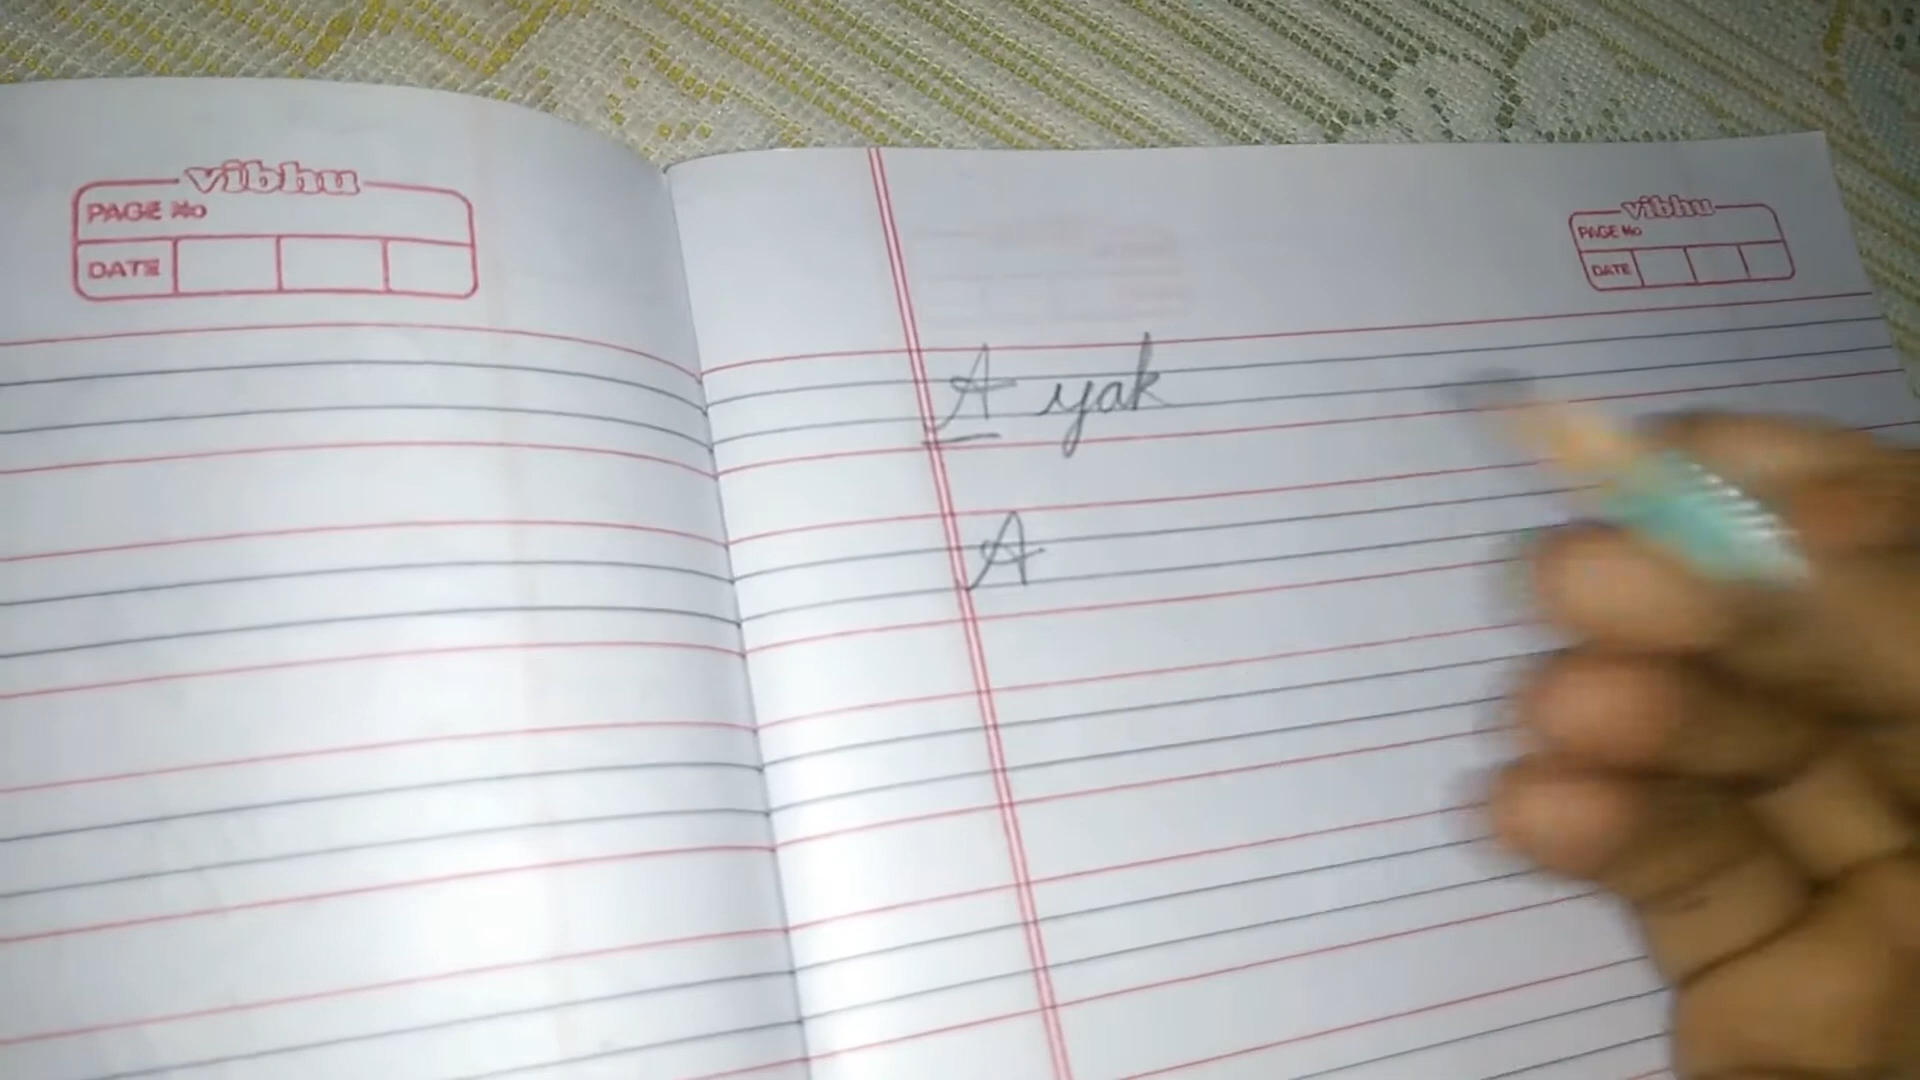 vibhu
PAGE No
DATE
vibhu
PAGE No
DATE
A yak
A